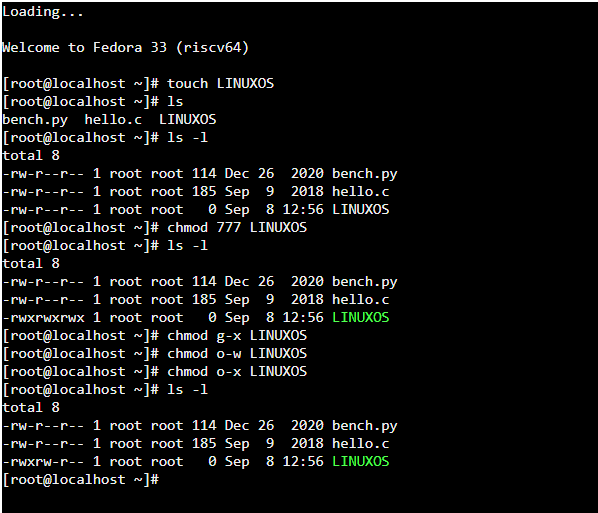 Loading...
Welcome to Fedora 33 (riscv64)
[root@localhost ~]# touch LINUXOS
[root@localhost ~]# ls
bench.py  hello.c  LINUXOS
[root@localhost ~]# ls -l
total 8
-rw-r--r-- 1 root root 114 Dec 26  2020 bench.py
-rw-r--r-- 1 root root 185 Sep  9  2018 hello.c
-rw-r--r-- 1 root root   0 Sep  8 12:56 LINUXOS
[root@localhost ~]# chmod 777 LINUXOS
[root@localhost ~]# ls -l
total 8
-rw-r--r-- 1 root root 114 Dec 26  2020 bench.py
-rw-r--r-- 1 root root 185 Sep  9  2018 hello.c
-rwxrwxrwx 1 root root   0 Sep  8 12:56 LINUXOS
[root@localhost ~]# chmod g-x LINUXOS
[root@localhost ~]# chmod o-w LINUXOS
[root@localhost ~]# chmod o-x LINUXOS
[root@localhost ~]# ls -l
total 8
-rw-r--r-- 1 root root 114 Dec 26  2020 bench.py
-rw-r--r-- 1 root root 185 Sep  9  2018 hello.c
-rwxrw-r-- 1 root root   0 Sep  8 12:56 LINUXOS
[root@localhost ~]#